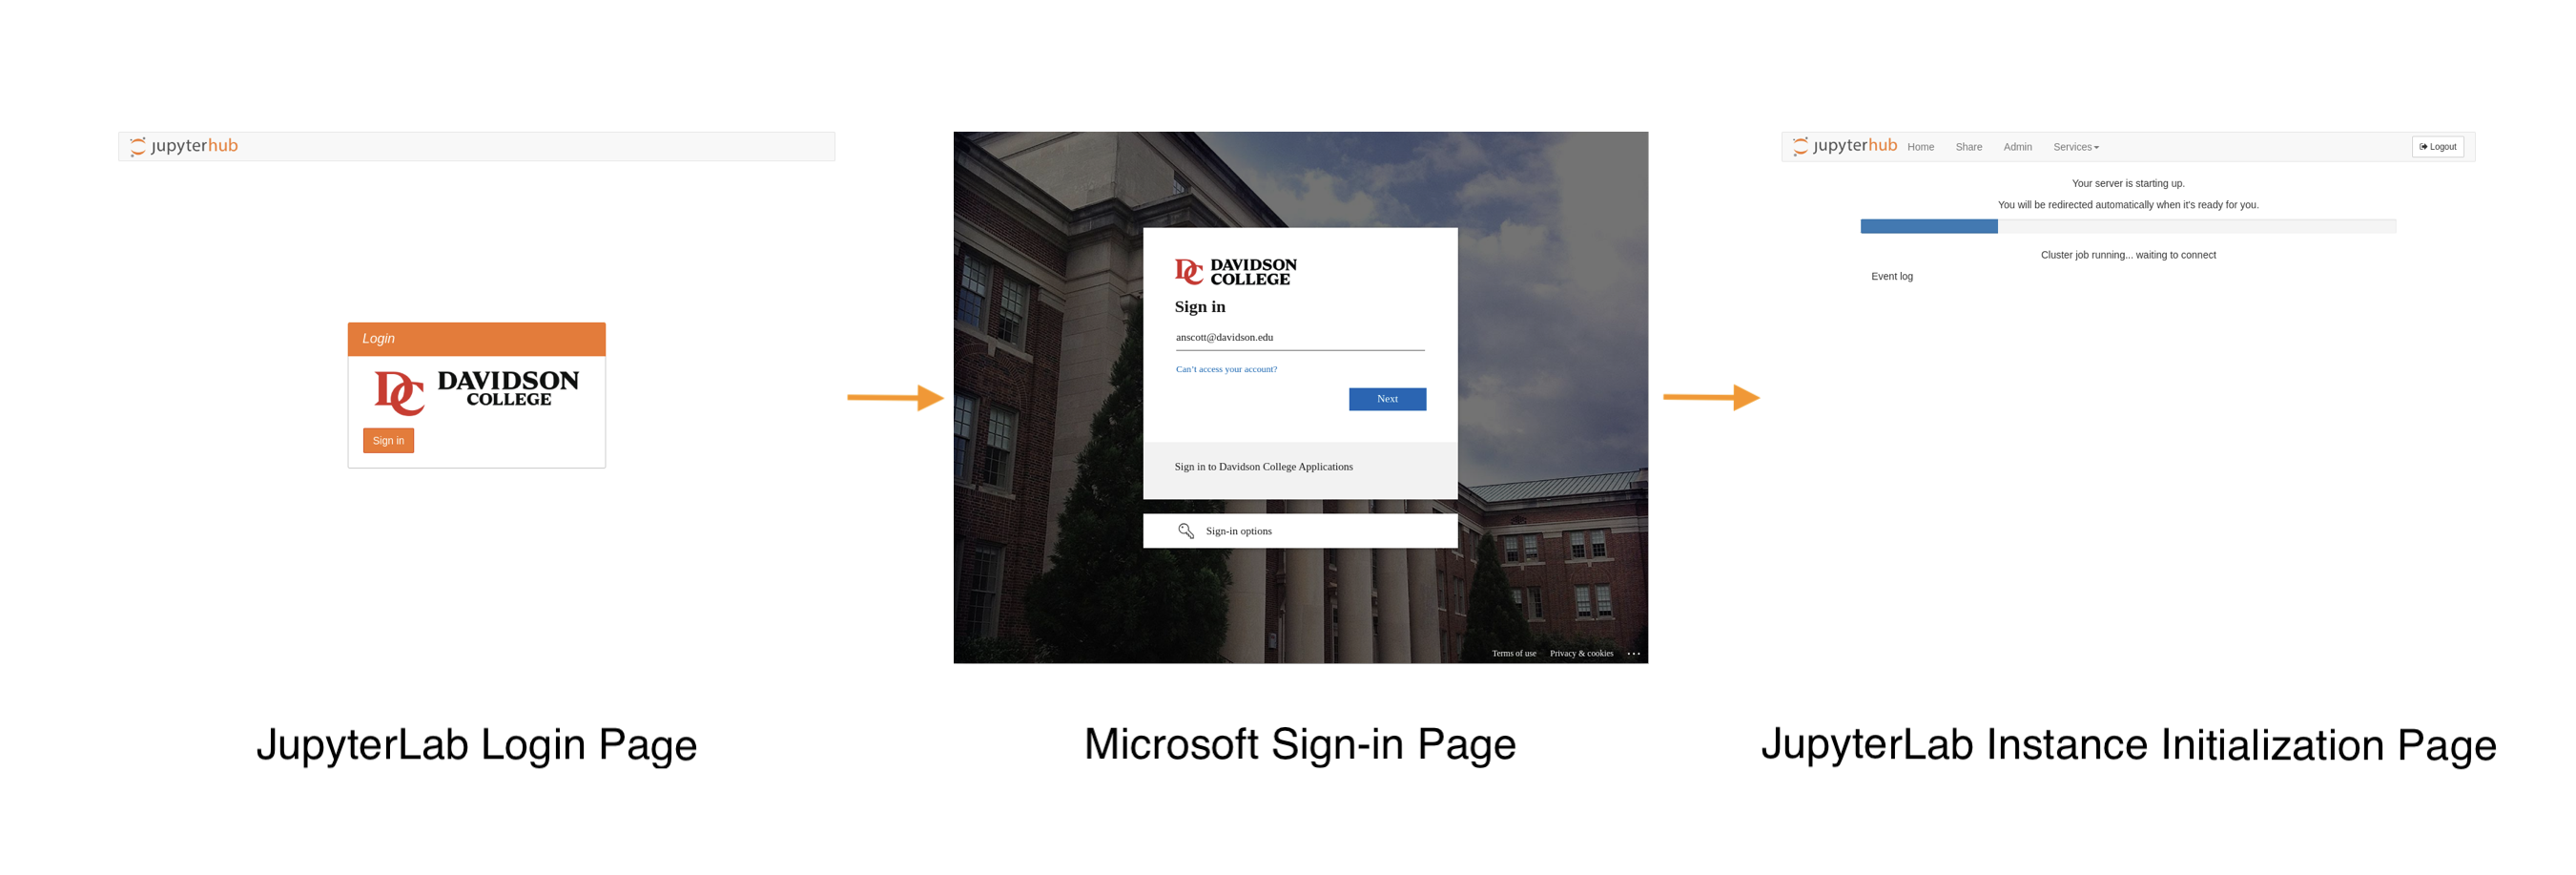 jupyterhub
Login
DC DAVIDSON
COLLEGE
Sign in
JupyterLab Login Page
DC DAVIDSON
COLLEGE
Sign in
anscott@davidson.edu
Can't access your account?
Next
Sign in to Davidson College Applications
Sign-in options
Terms of use Privacy & cookies ...
Microsoft Sign-in Page
jupyterhub Home Share Admin Services Logout
Your server is starting up.
You will be redirected automatically when it's ready for you.
Cluster job running... waiting to connect
Event log
JupyterLab Instance Initialization Page